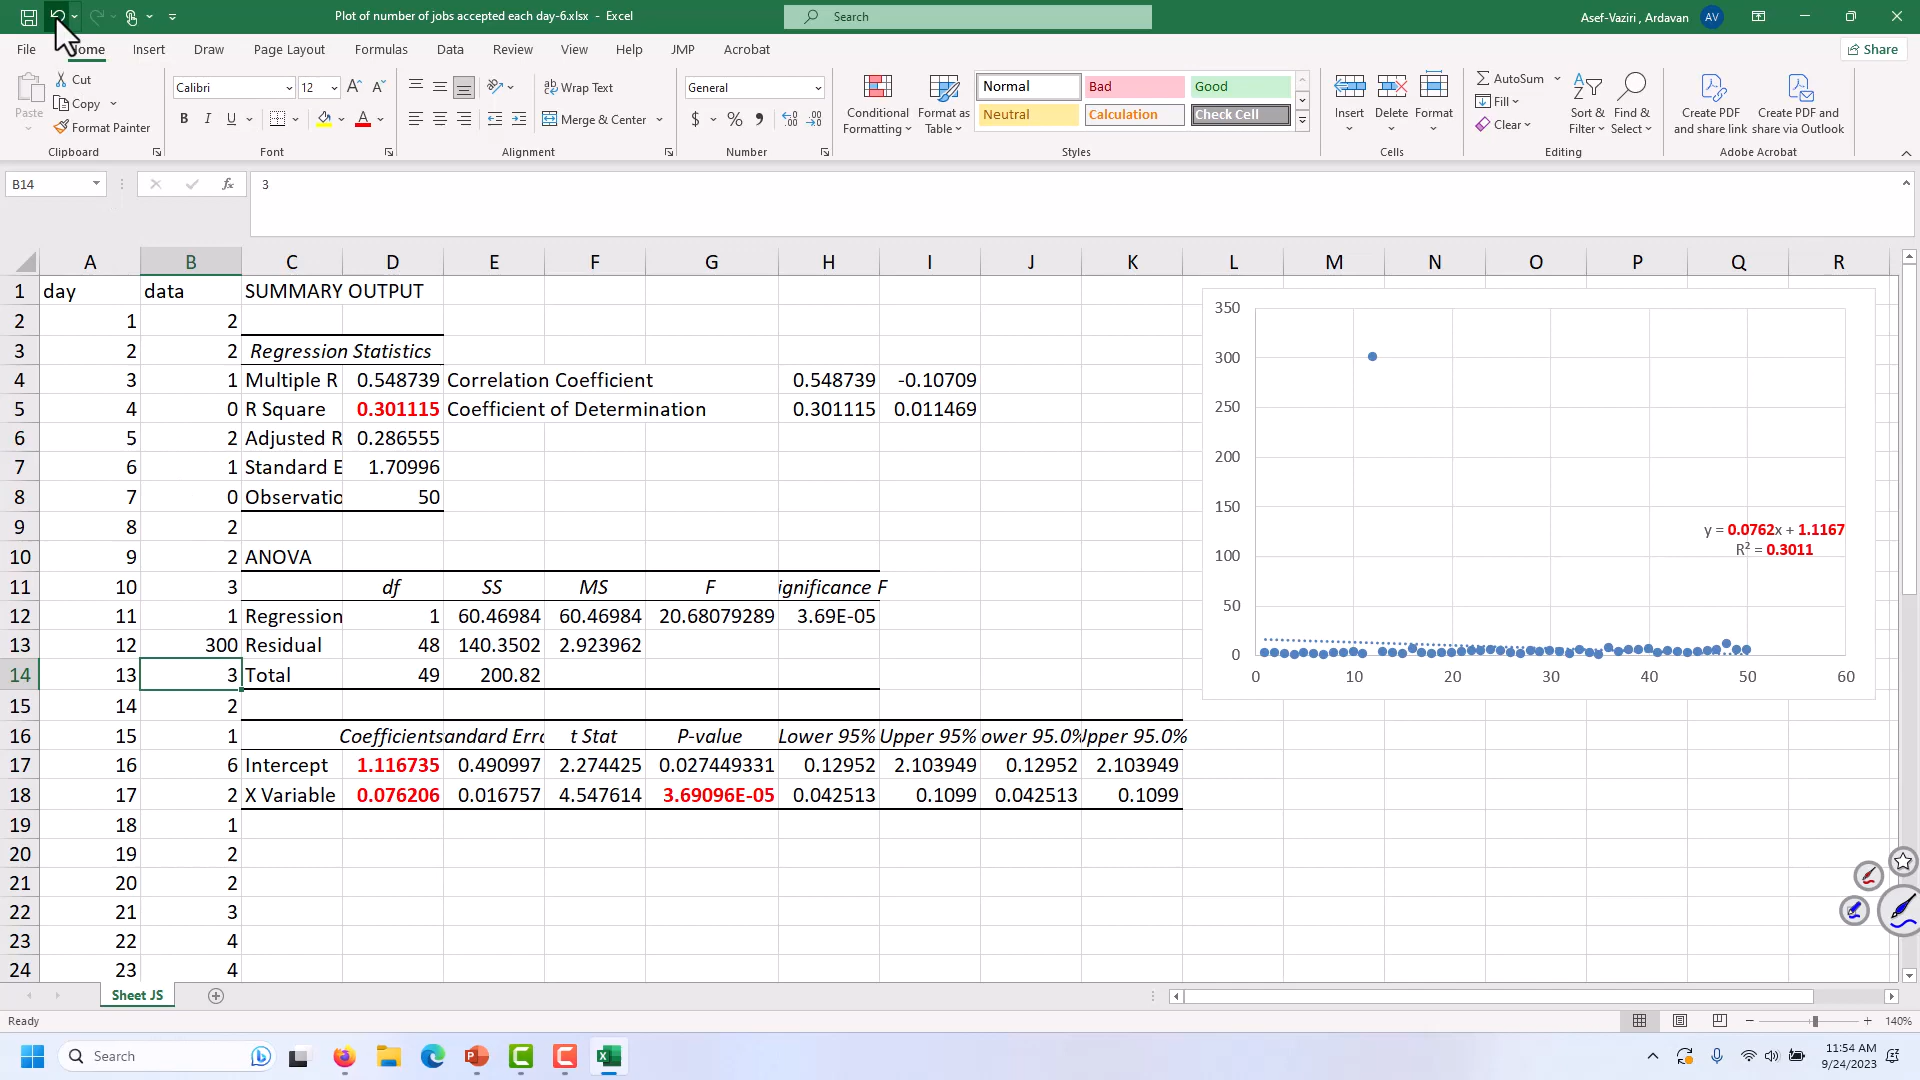 Plot of number of jobs accepted each day-6.xlsx - Excel
Search
Asef-Vaziri , Ardavan AV
File Home Insert Draw Page Layout Formulas Data Review View Help JMP Acrobat
Share
Paste
Cut
Copy
Format Painter
Calibri 12
B I U
Wrap Text
Merge & Center
General
$ % 9
Conditional Formatting
Format as Table
Normal Bad Good
Neutral Calculation Check Cell
Insert Delete Format
AutoSum
Fill
Clear
Sort & Filter
Find & Select
Create PDF and share link
Create PDF and share via Outlook
Clipboard Font Alignment Number Styles Cells Editing Adobe Acrobat
B14 fx 3
A B C D E F G H I J K L M N O P Q R
1 day data SUMMARY OUTPUT
2 1 2
3 2 2 Regression Statistics
4 3 1 Multiple R 0.548739 Correlation Coefficient 0.548739 -0.10709
5 4 0 R Square 0.301115 Coefficient of Determination 0.301115 0.011469
6 5 2 Adjusted R 0.286555
7 6 1 Standard E 1.70996
8 7 0 Observatio 50
9 8 2
10 9 2 ANOVA
11 10 3 df SS MS F ignificance F
12 11 1 Regression 1 60.46984 60.46984 20.68079289 3.69E-05
13 12 300 Residual 48 140.3502 2.923962
14 13 3 Total 49 200.82
15 14 2
16 15 1 Coefficients andard Erro t Stat P-value Lower 95% Upper 95% ower 95.0% Upper 95.0%
17 16 6 Intercept 1.116735 0.490997 2.274425 0.027449331 0.12952 2.103949 0.12952 2.103949
18 17 2 X Variable 0.076206 0.016757 4.547614 3.69096E-05 0.042513 0.1099 0.042513 0.1099
19 18 1
20 19 2
21 20 2
22 21 3
23 22 4
24 23 4
350
300
250
200
150
100
50
0
0 10 20 30 40 50 60
y = 0.0762x + 1.1167
R² = 0.3011
Sheet JS
Ready
140%
Search
11:54 AM
9/24/2023